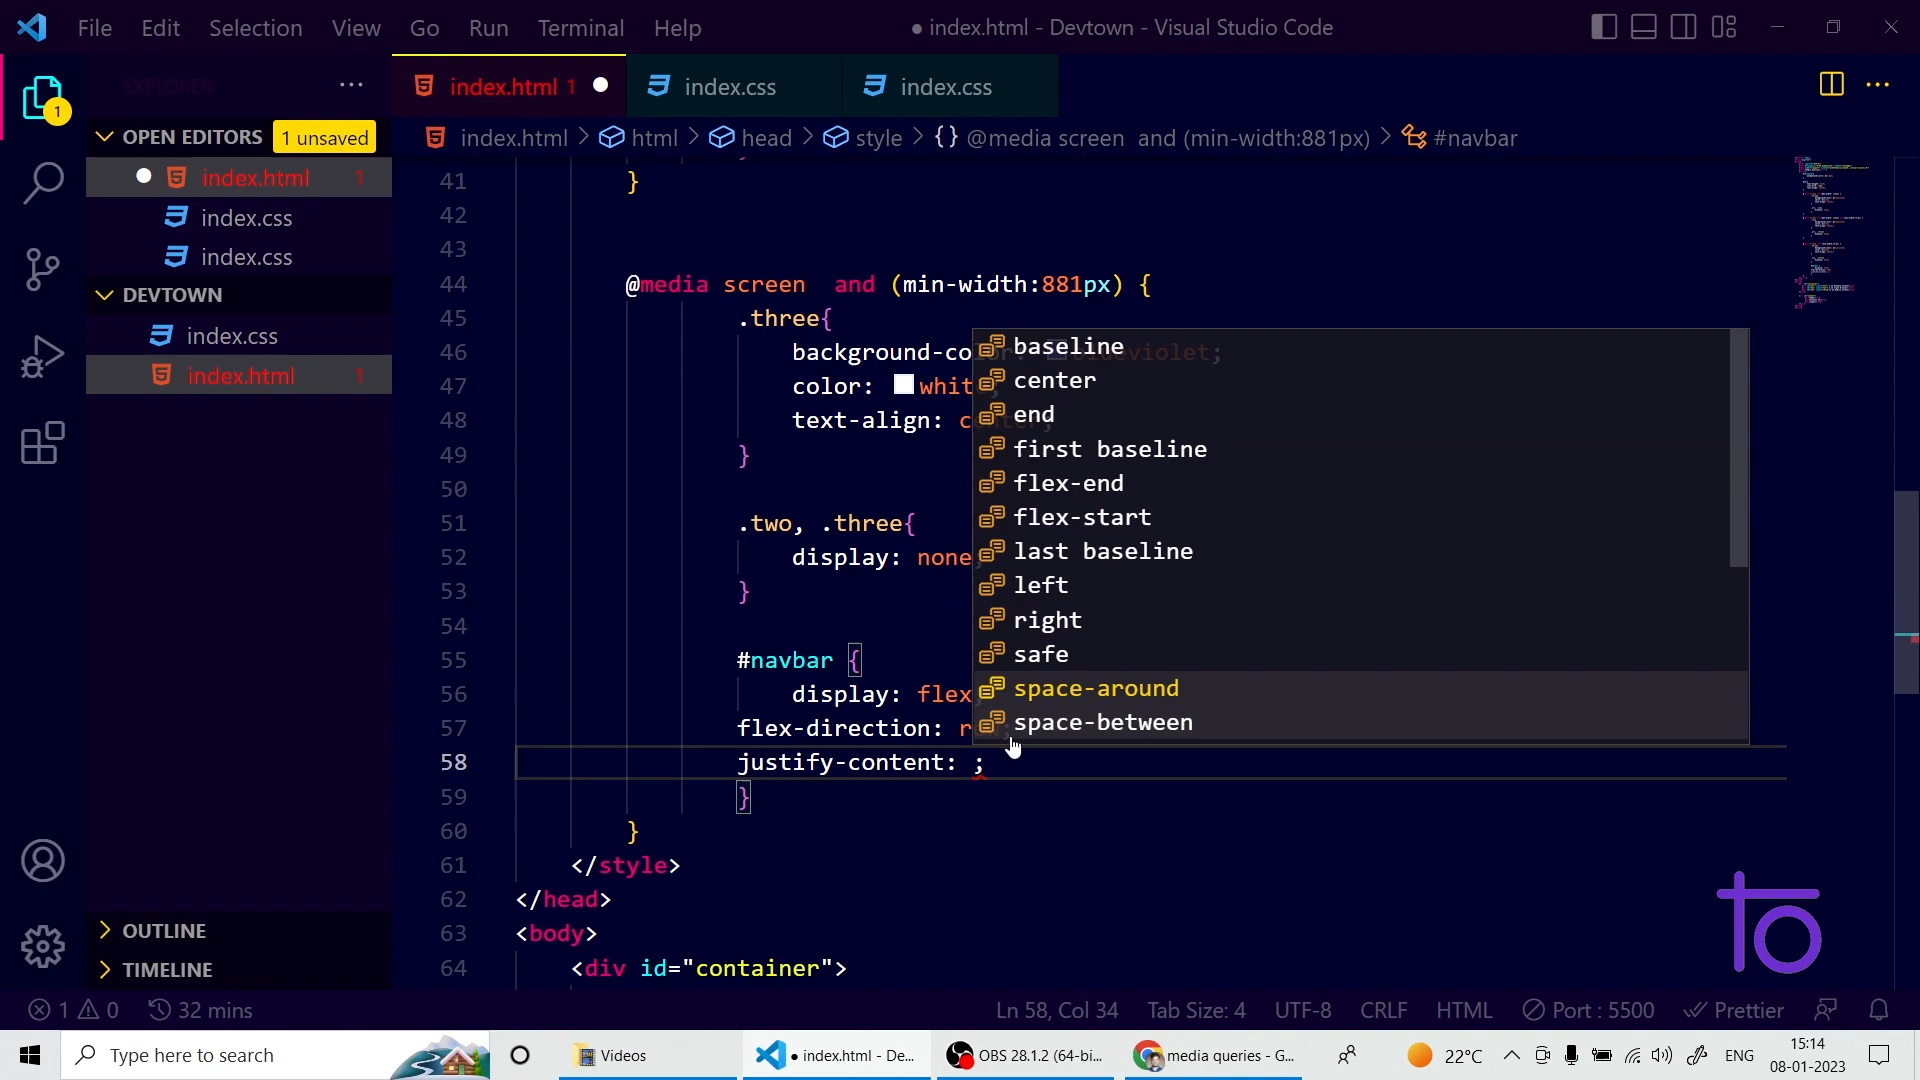 File Edit Selection View Go Run Terminal Help
● index.html - Devtown - Visual Studio Code
EXPLORER ...
index.html 1 ●
index.css
index.css
OPEN EDITORS 1 unsaved
index.html > html > head > style > {} @media screen and (min-width:881px) > #navbar
● index.html 1
index.css
index.css
DEVTOWN
index.css
index.html 1
41 }
42
43
44 @media screen  and (min-width:881px) {
45 .three{
46 background-color: blueviolet;
47 color: white;
48 text-align: center;
49 }
50
51 .two, .three{
52 display: none;
53 }
54
55 #navbar {
56 display: flex;
57 flex-direction: row;
58 justify-content: ;
59 }
60 }
61 </style>
62 </head>
63 <body>
64 <div id="container">
baseline
center
end
first baseline
flex-end
flex-start
last baseline
left
right
safe
space-around
space-between
OUTLINE
TIMELINE
1 0 32 mins
Ln 58, Col 34 Tab Size: 4 UTF-8 CRLF HTML Port : 5500 Prettier
Type here to search
Videos
● index.html - De...
OBS 28.1.2 (64-bi...
media queries - G...
22°C
ENG
15:14
08-01-2023